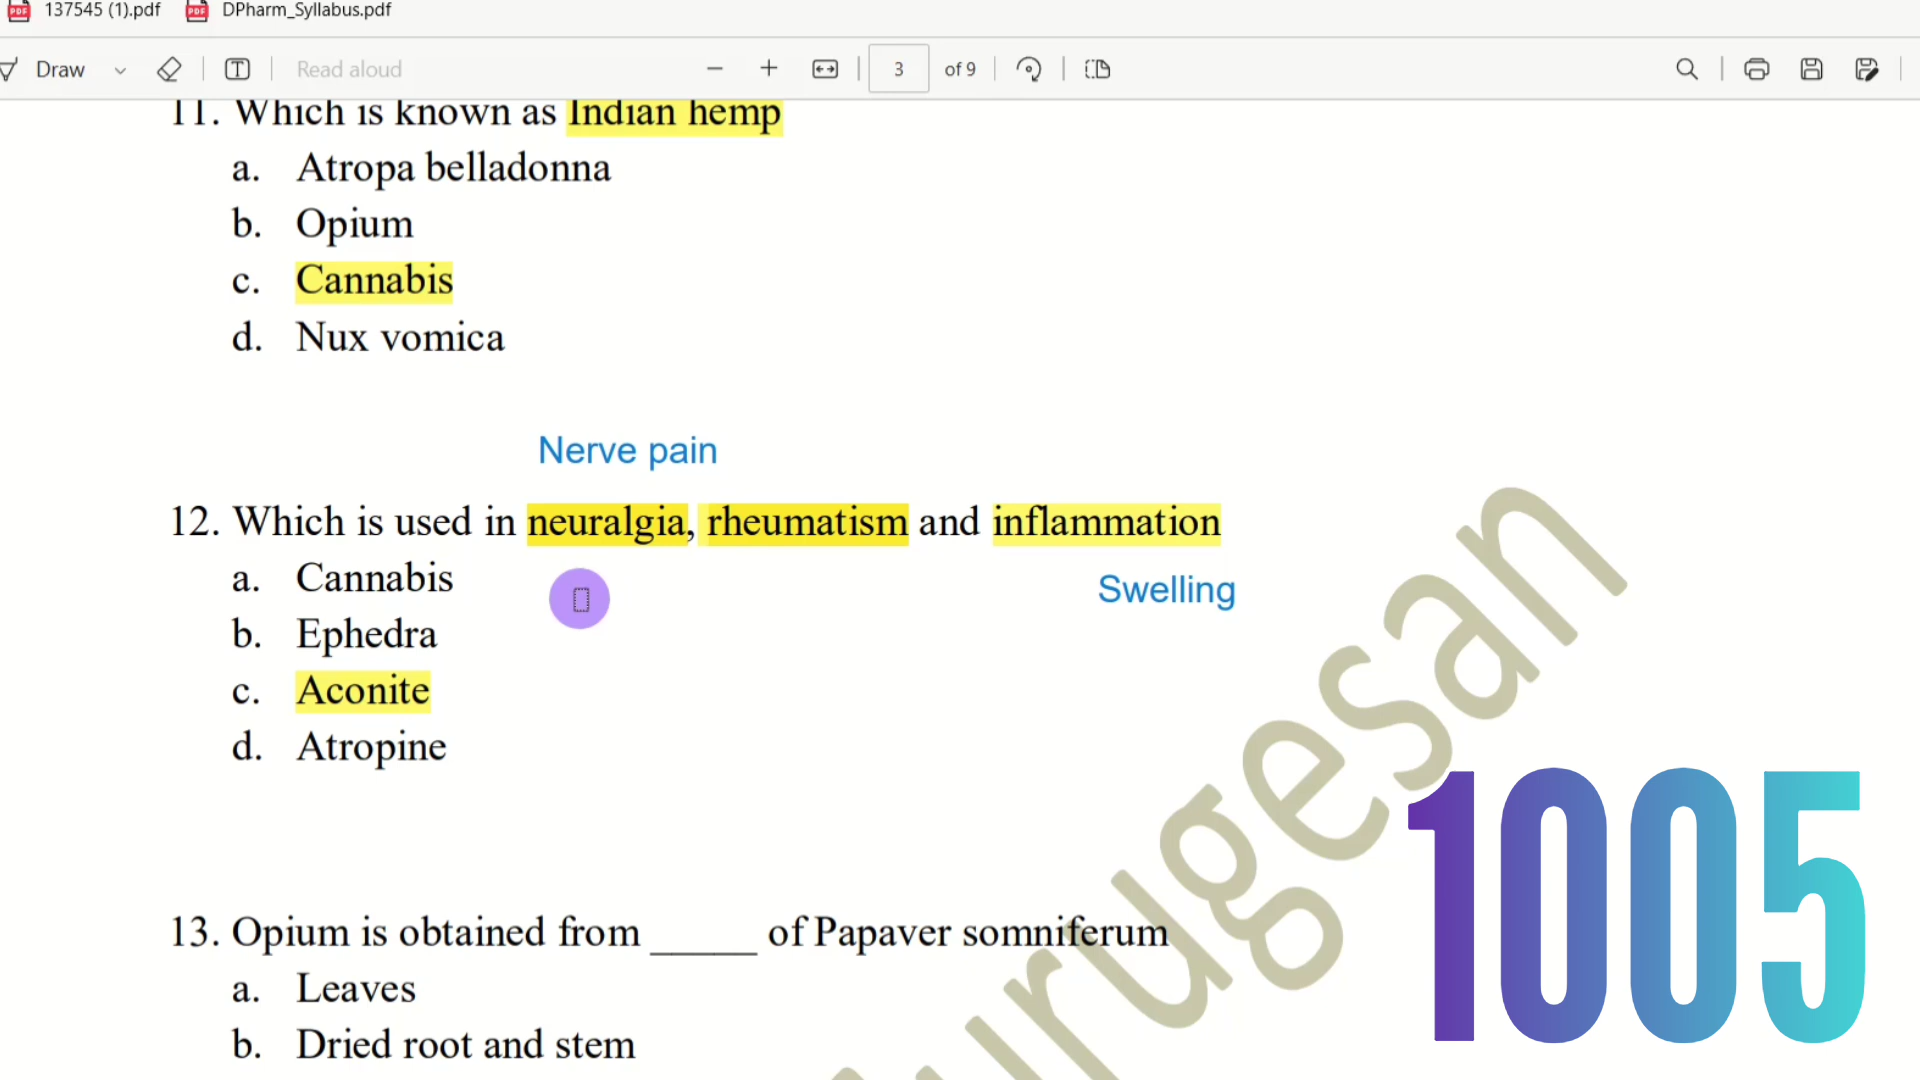 137545 (1).pdf DPharm_Syllabus.pdf
Draw Read aloud 3 of 9
11. Which is known as Indian hemp
a. Atropa belladonna
b. Opium
c. Cannabis
d. Nux vomica
Nerve pain
12. Which is used in neuralgia, rheumatism and inflammation
a. Cannabis
Swelling
b. Ephedra
c. Aconite
d. Atropine
13. Opium is obtained from _____ of Papaver somniferum
a. Leaves
b. Dried root and stem
urugesan
1005